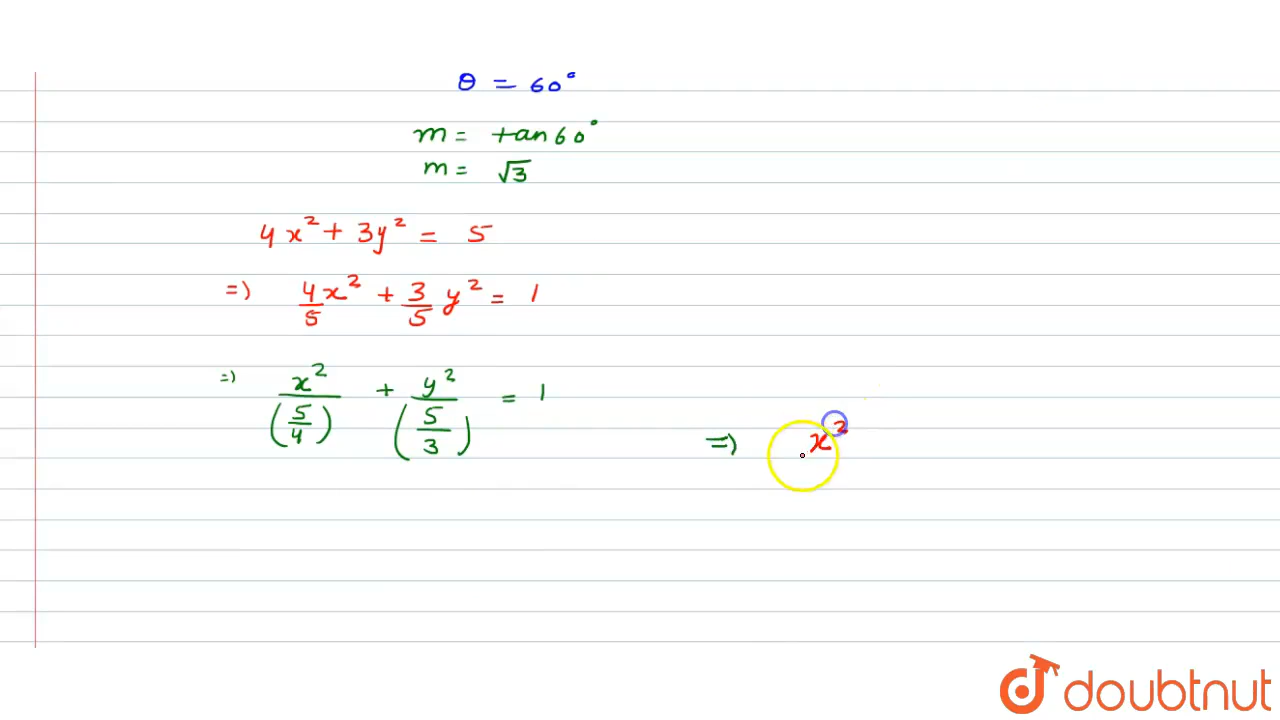 θ = 60°
m = tan 60°
m = √3
4x² + 3y² = 5
=) 4/5 x² + 3/5 y² = 1
=) x²/(5/4) + y²/(5/3) = 1
=) x²
doubtnut